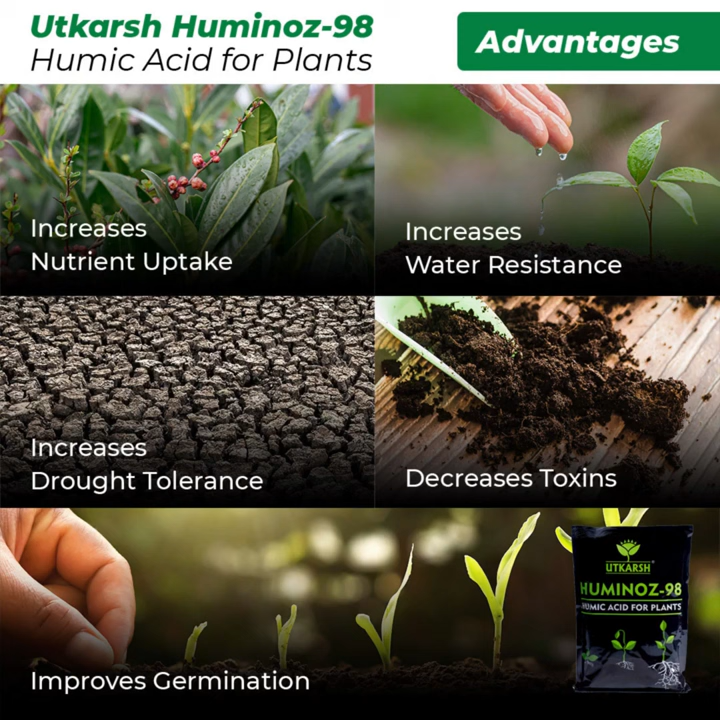 Utkarsh Huminoz-98
Humic Acid for Plants
Advantages
Increases
Nutrient Uptake
Increases
Water Resistance
Increases
Drought Tolerance
Decreases Toxins
Improves Germination
UTKARSH
HUMINOZ-98
HUMIC ACID FOR PLANTS